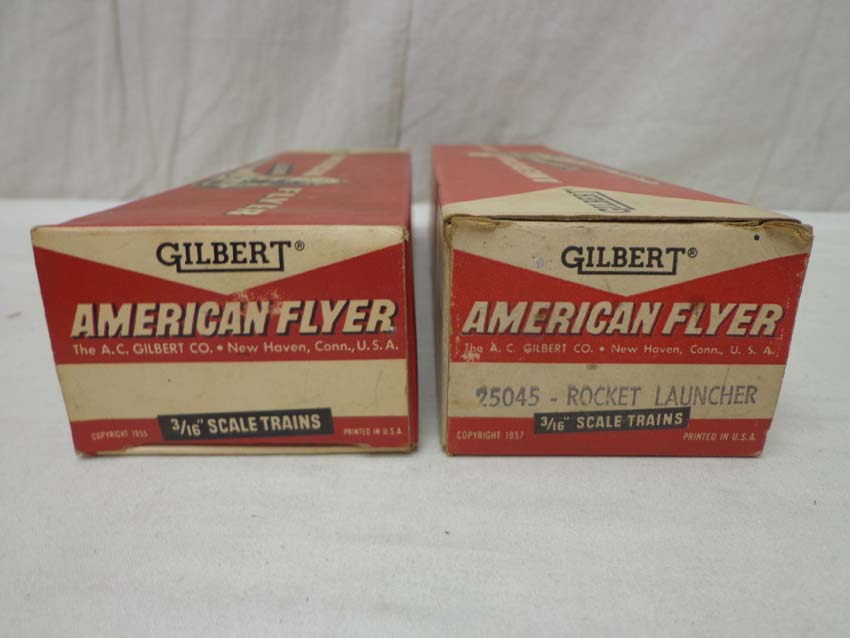 GILBERT®
AMERICAN FLYER
The A.C. GILBERT CO. • New Haven, Conn., U.S.A.
3/16" SCALE TRAINS
COPYRIGHT 1955
PRINTED IN U.S.A.
GILBERT
GILBERT®
AMERICAN FLYER
The A.C. GILBERT CO. • New Haven, Conn., U.S.A.
25045 - ROCKET LAUNCHER
3/16" SCALE TRAINS
COPYRIGHT 1957
PRINTED IN U.S.A.